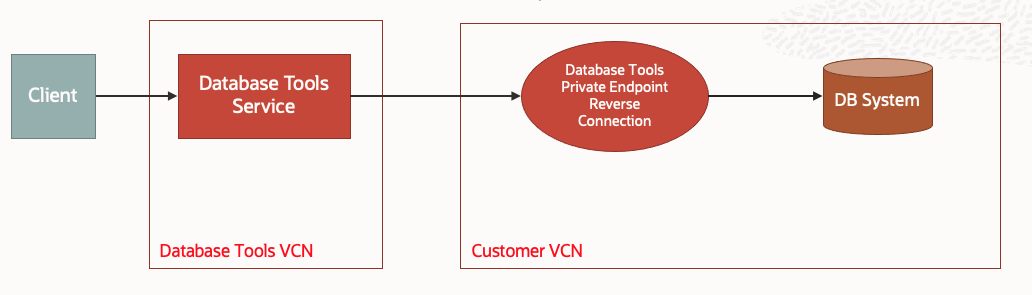 Client
Database Tools
Service
Database Tools
Private Endpoint
Reverse
Connection
DB System
Database Tools VCN
Customer VCN